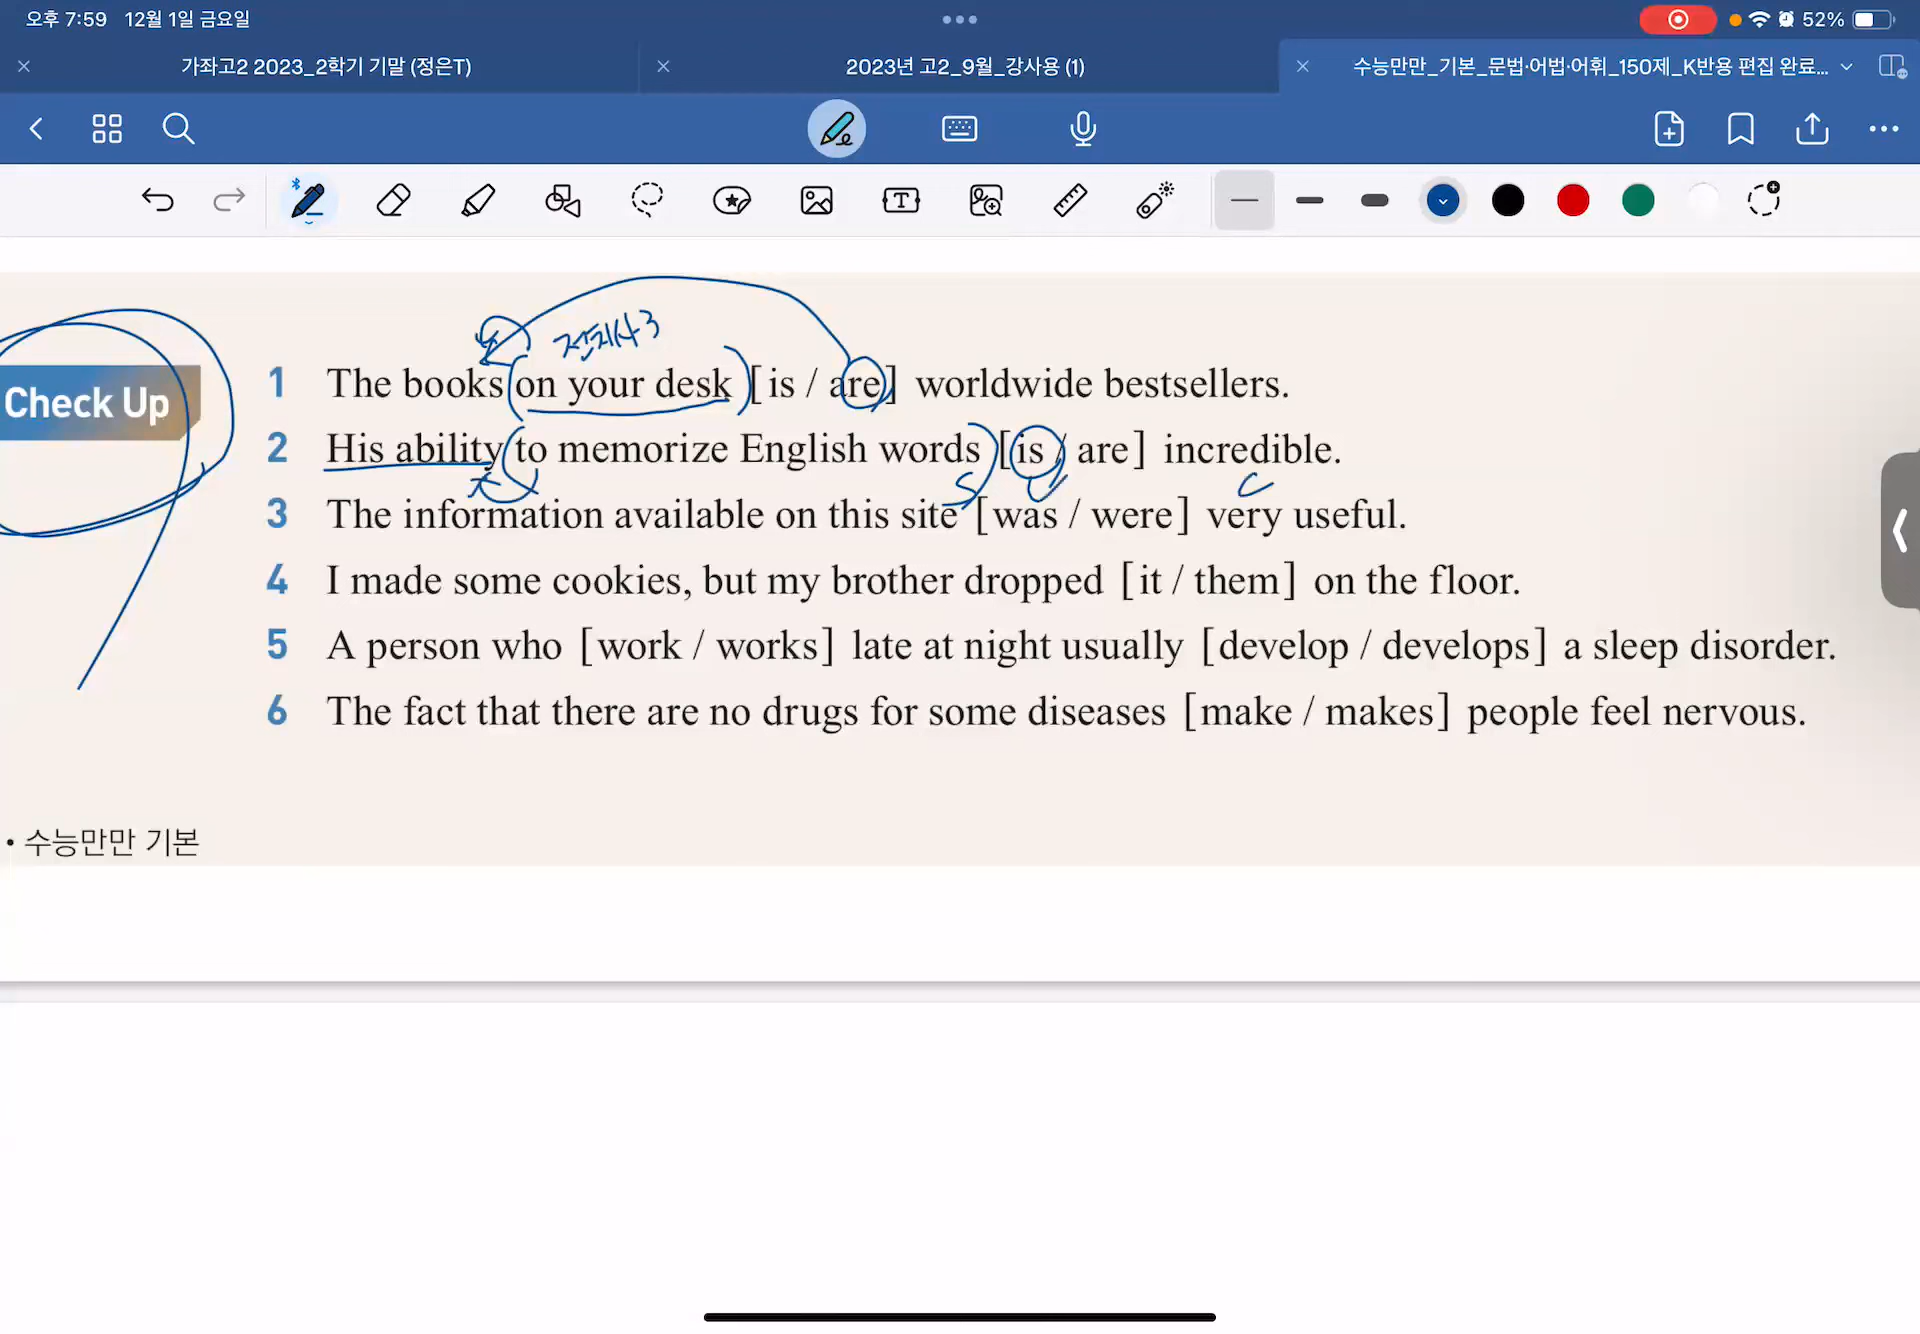 오후 7:59 12월 1일 금요일
52%
가좌고2 2023_2학기 기말 (정은T)
2023년 고2_9월_강사용 (1)
수능만만_기본_문법·어법·어휘_150제_K반용 편집 완료...
전치사구
Check Up
1 The books on your desk [is / are] worldwide bestsellers.
2 His ability to memorize English words [is / are] incredible.
S
V
C
3 The information available on this site [was / were] very useful.
4 I made some cookies, but my brother dropped [it / them] on the floor.
5 A person who [work / works] late at night usually [develop / develops] a sleep disorder.
6 The fact that there are no drugs for some diseases [make / makes] people feel nervous.
• 수능만만 기본